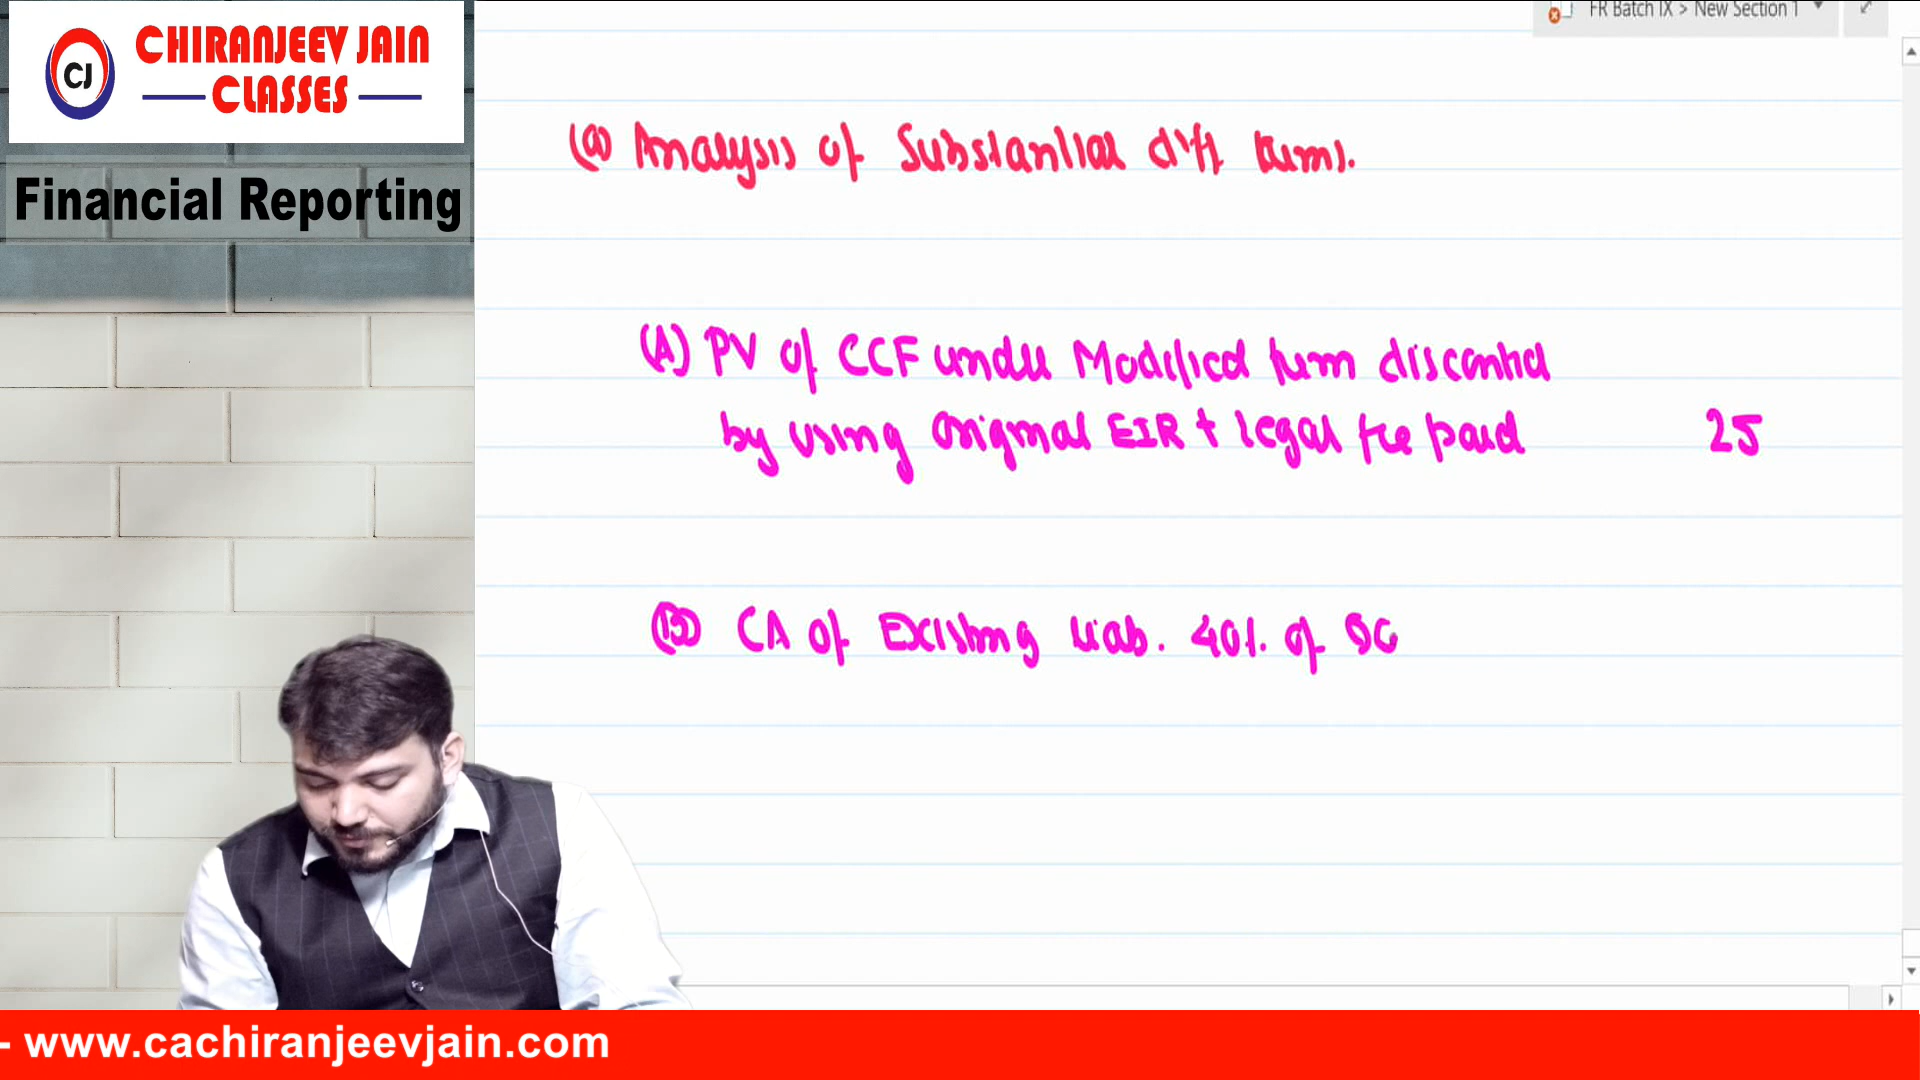 CHIRANJEEV JAIN
CLASSES
CJ
Financial Reporting
FR Batch IX > New Section 1
(a) Analysis of Substantial diff terms.
(A) PV of CCF under Modified term discounted
by using original EIR + legal fee paid 25
(B) CA of Existing Liab. 40%. of 50
- www.cachiranjeevjain.com